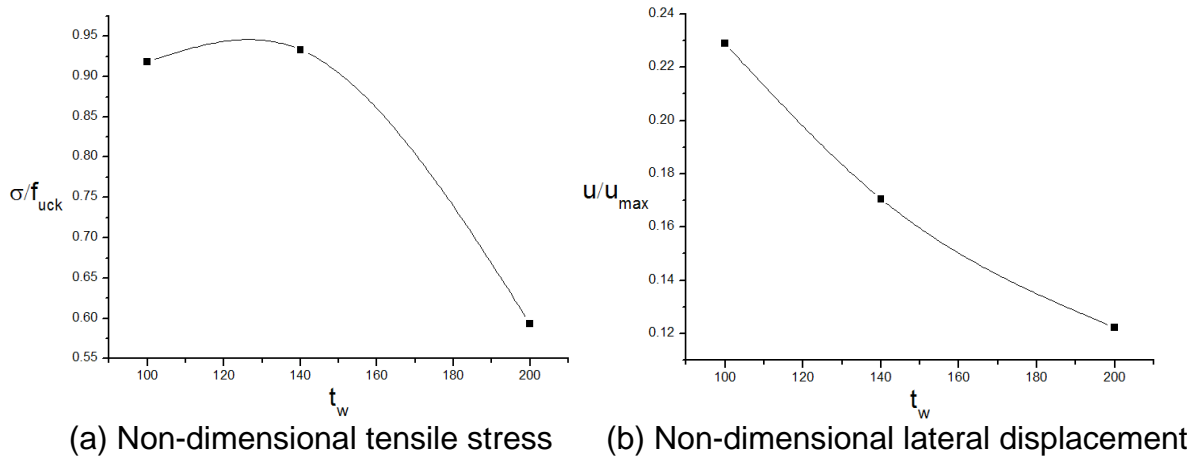 0.95
0.90
0.85
0.80
0.75
0.70
0.65
0.60
0.55
σ/f_uck
100 120 140 160 180 200
t_w
(a) Non-dimensional tensile stress
0.24
0.22
0.20
0.18
0.16
0.14
0.12
u/u_max
100 120 140 160 180 200
t_w
(b) Non-dimensional lateral displacement